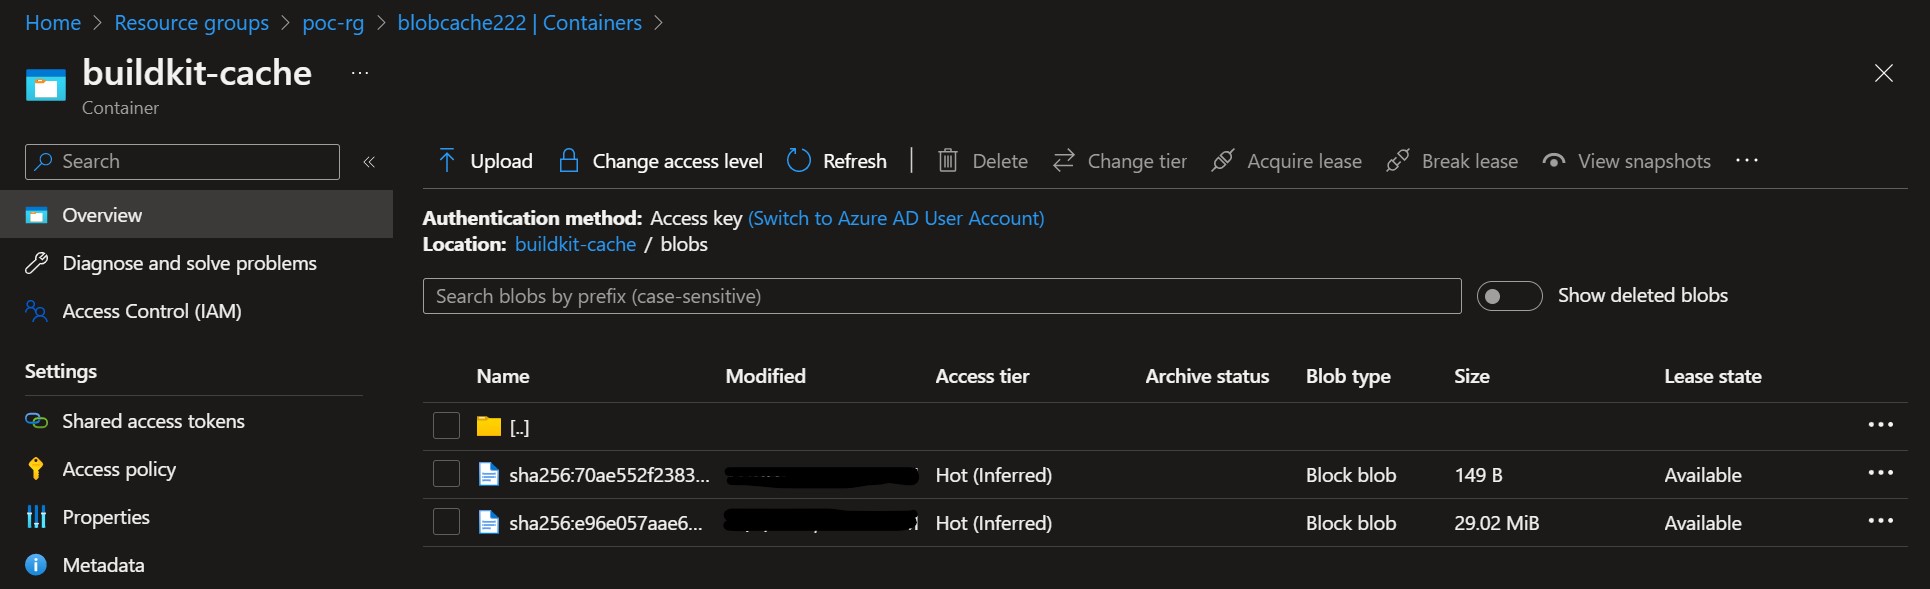 Home > Resource groups > poc-rg > blobcache222 | Containers >
buildkit-cache ...
Container
Search «
Upload Change access level Refresh | Delete Change tier Acquire lease Break lease View snapshots ...
Overview
Diagnose and solve problems
Access Control (IAM)
Settings
Shared access tokens
Access policy
Properties
Metadata
Authentication method: Access key (Switch to Azure AD User Account)
Location: buildkit-cache / blobs
Search blobs by prefix (case-sensitive) Show deleted blobs
Name Modified Access tier Archive status Blob type Size Lease state
[..] ...
sha256:70ae552f2383... Hot (Inferred) Block blob 149 B Available ...
sha256:e96e057aae6... Hot (Inferred) Block blob 29.02 MiB Available ...